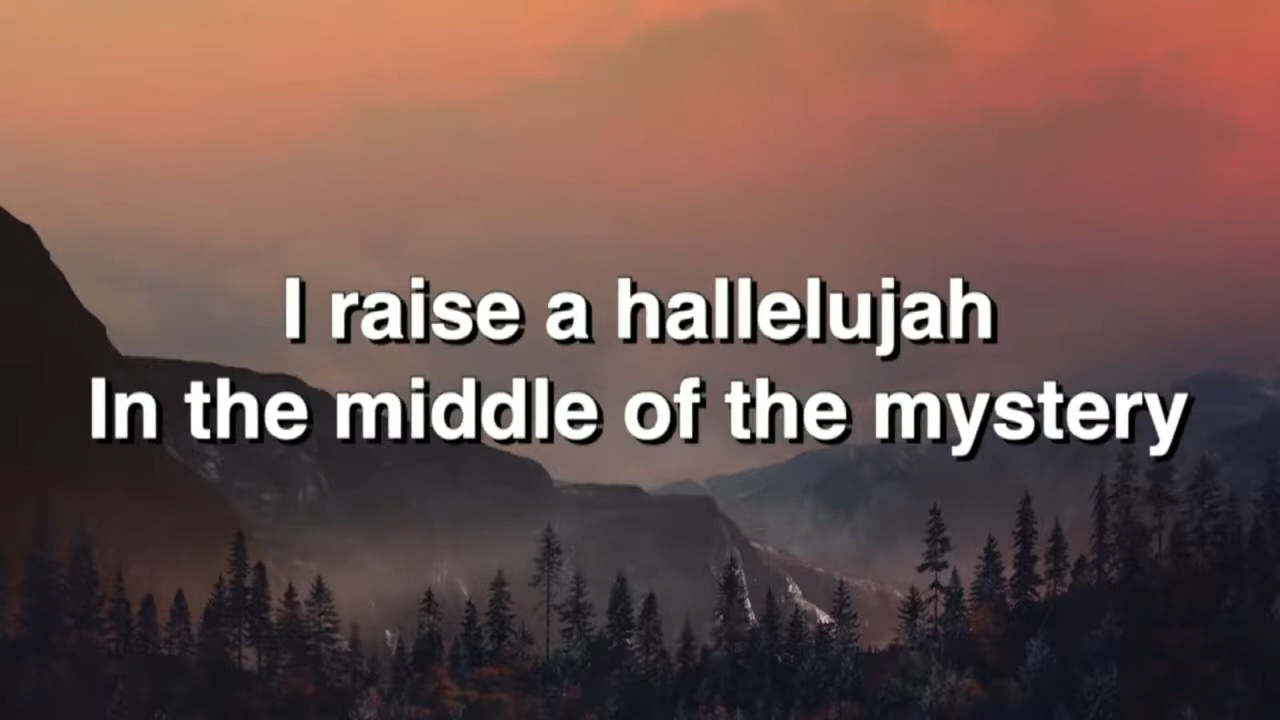 I raise a hallelujah
In the middle of the mystery